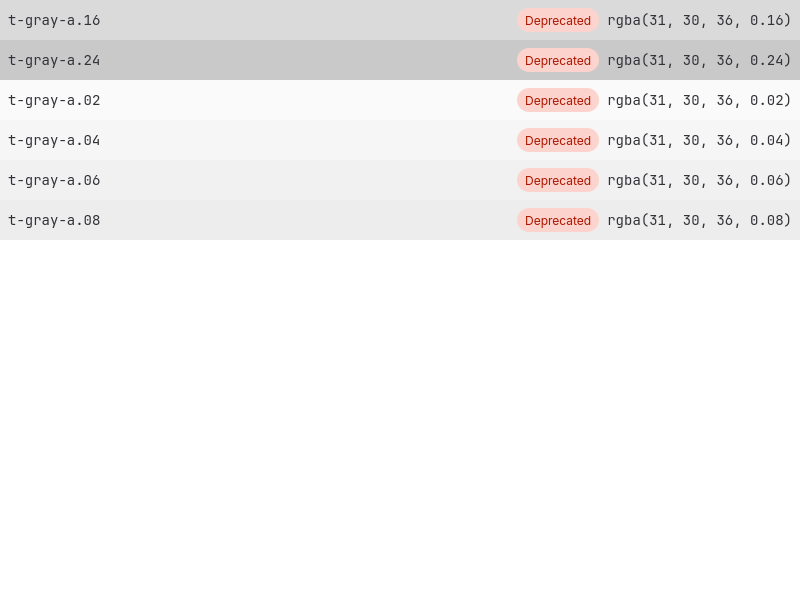 t-gray-a.16 Deprecated rgba(31, 30, 36, 0.16)
t-gray-a.24 Deprecated rgba(31, 30, 36, 0.24)
t-gray-a.02 Deprecated rgba(31, 30, 36, 0.02)
t-gray-a.04 Deprecated rgba(31, 30, 36, 0.04)
t-gray-a.06 Deprecated rgba(31, 30, 36, 0.06)
t-gray-a.08 Deprecated rgba(31, 30, 36, 0.08)